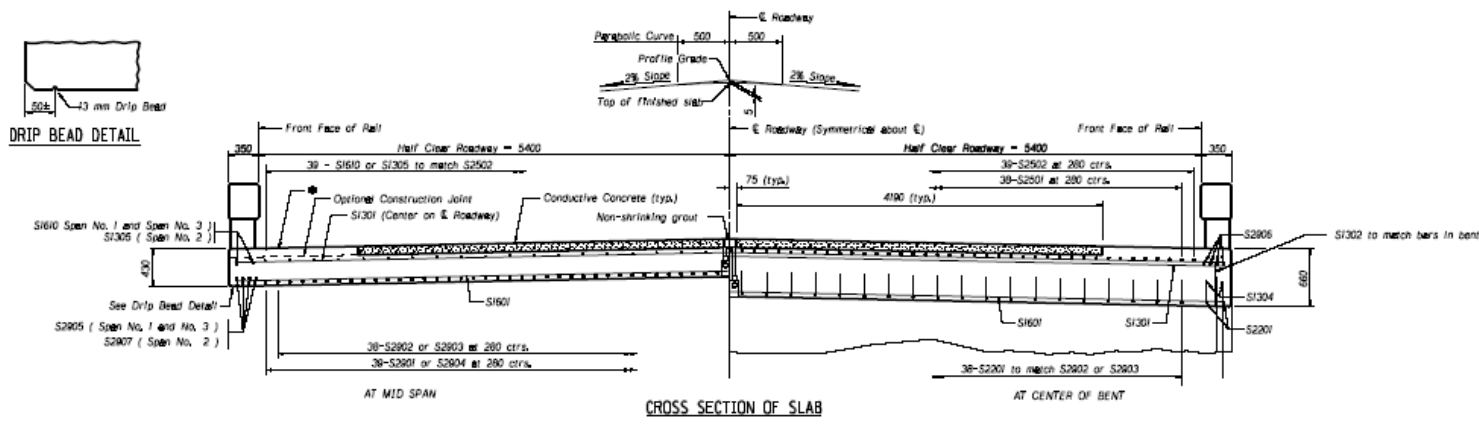 ℄ Roadway
Parabolic Curve
500
500
Profile Grade
2% Slope
2% Slope
Top of finished slab
5
50±
13 mm Drip Bead
DRIP BEAD DETAIL
Front Face of Rail
℄ Roadway (Symmetrical about ℄)
Front Face of Rail
350
Half Clear Roadway = 5400
Half Clear Roadway = 5400
350
39 - S1610 or S1305 to match S2502
39-S2502 at 280 ctrs.
38-S2501 at 280 ctrs.
75 (typ.)
4190 (typ.)
Optional Construction Joint
Conductive Concrete (typ.)
S1301 (Center on ℄ Roadway)
Non-shrinking grout
S1610 Span No. 1 and Span No. 3 )
S1305 ( Span No. 2 )
S2906
S1302 to match bars in bent
430
660
See Drip Bead Detail
S1601
S1601
S1301
S1304
S2201
S2905 ( Span No. 1 and No. 3 )
S2907 ( Span No. 2 )
38-S2902 or S2903 at 280 ctrs.
39-S2901 or S2904 at 280 ctrs.
38-S2201 to match S2902 or S2903
AT MID SPAN
AT CENTER OF BENT
CROSS SECTION OF SLAB